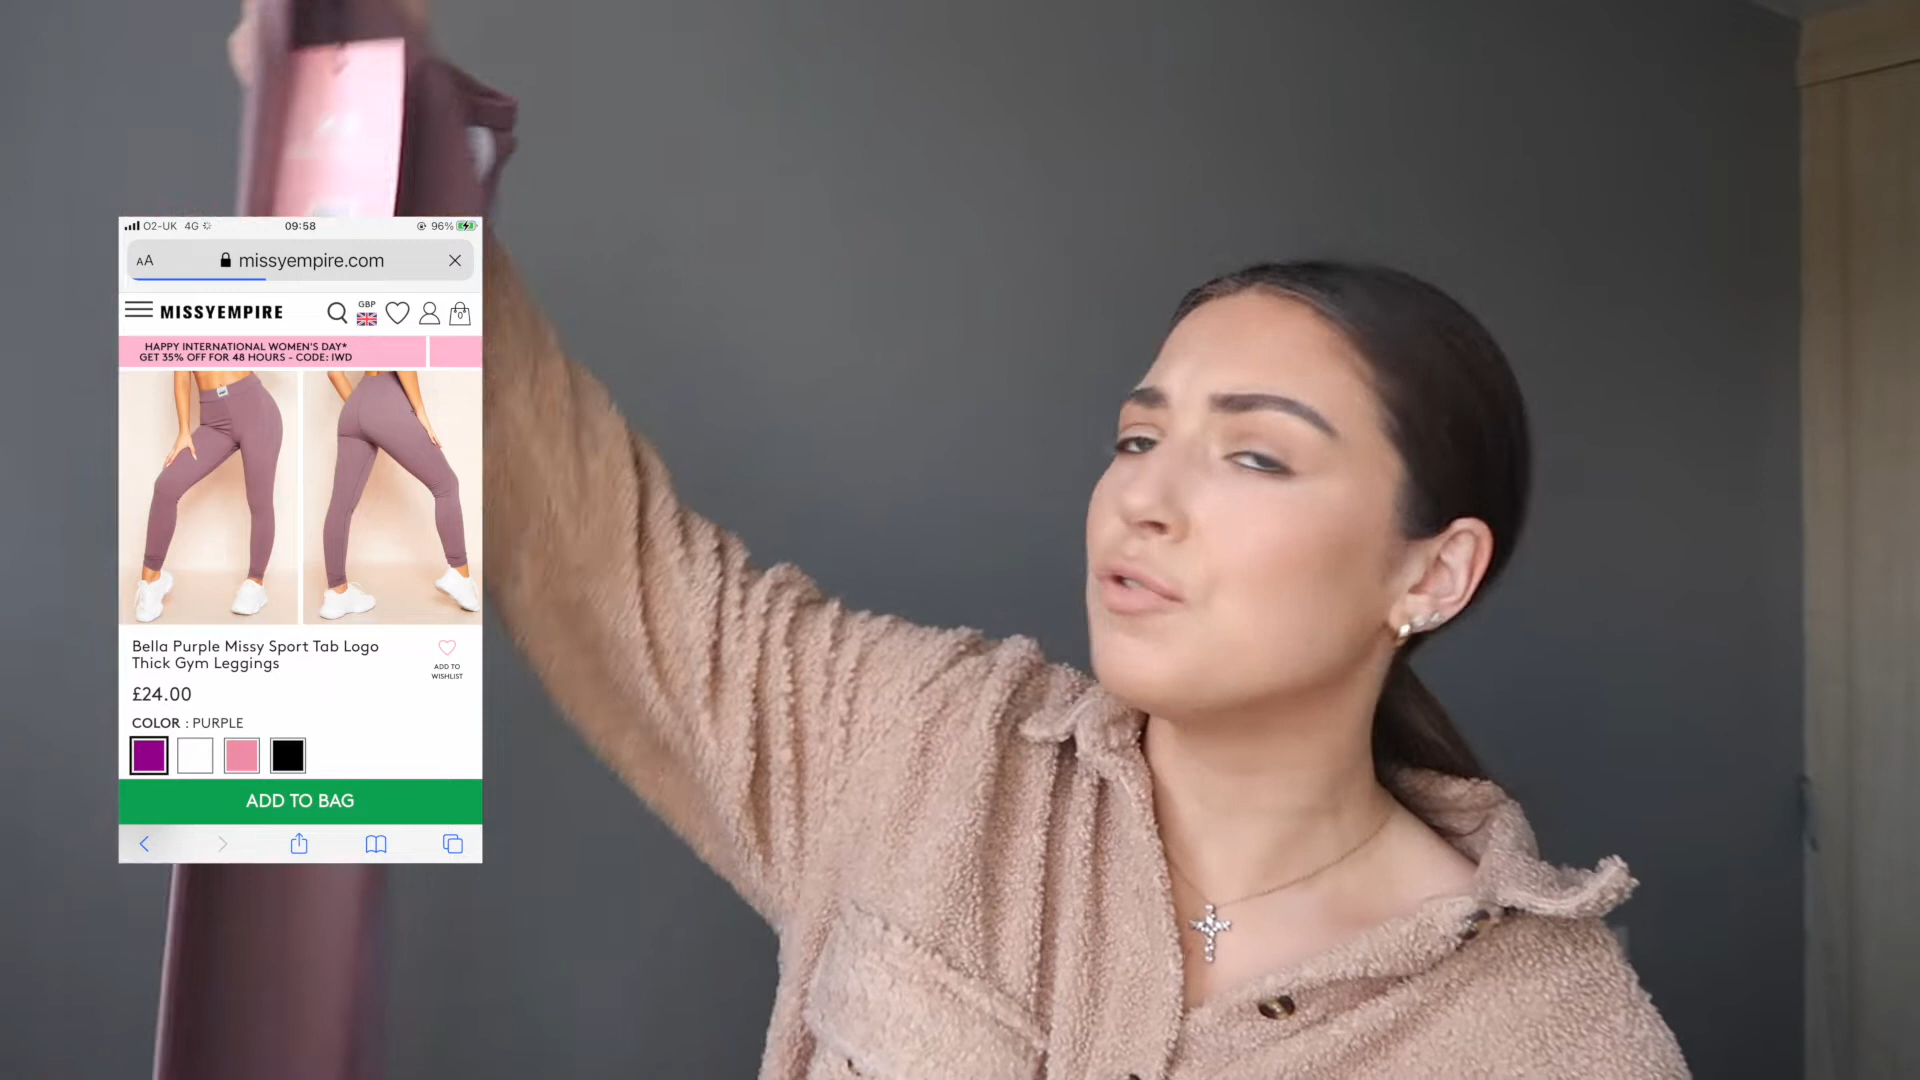 O2-UK 4G 09:58 96%
AA missyempire.com
MISSYEMPIRE GBP 0
HAPPY INTERNATIONAL WOMEN'S DAY*
GET 35% OFF FOR 48 HOURS - CODE: IWD
Bella Purple Missy Sport Tab Logo
Thick Gym Leggings
ADD TO
WISHLIST
£24.00
COLOR : PURPLE
ADD TO BAG